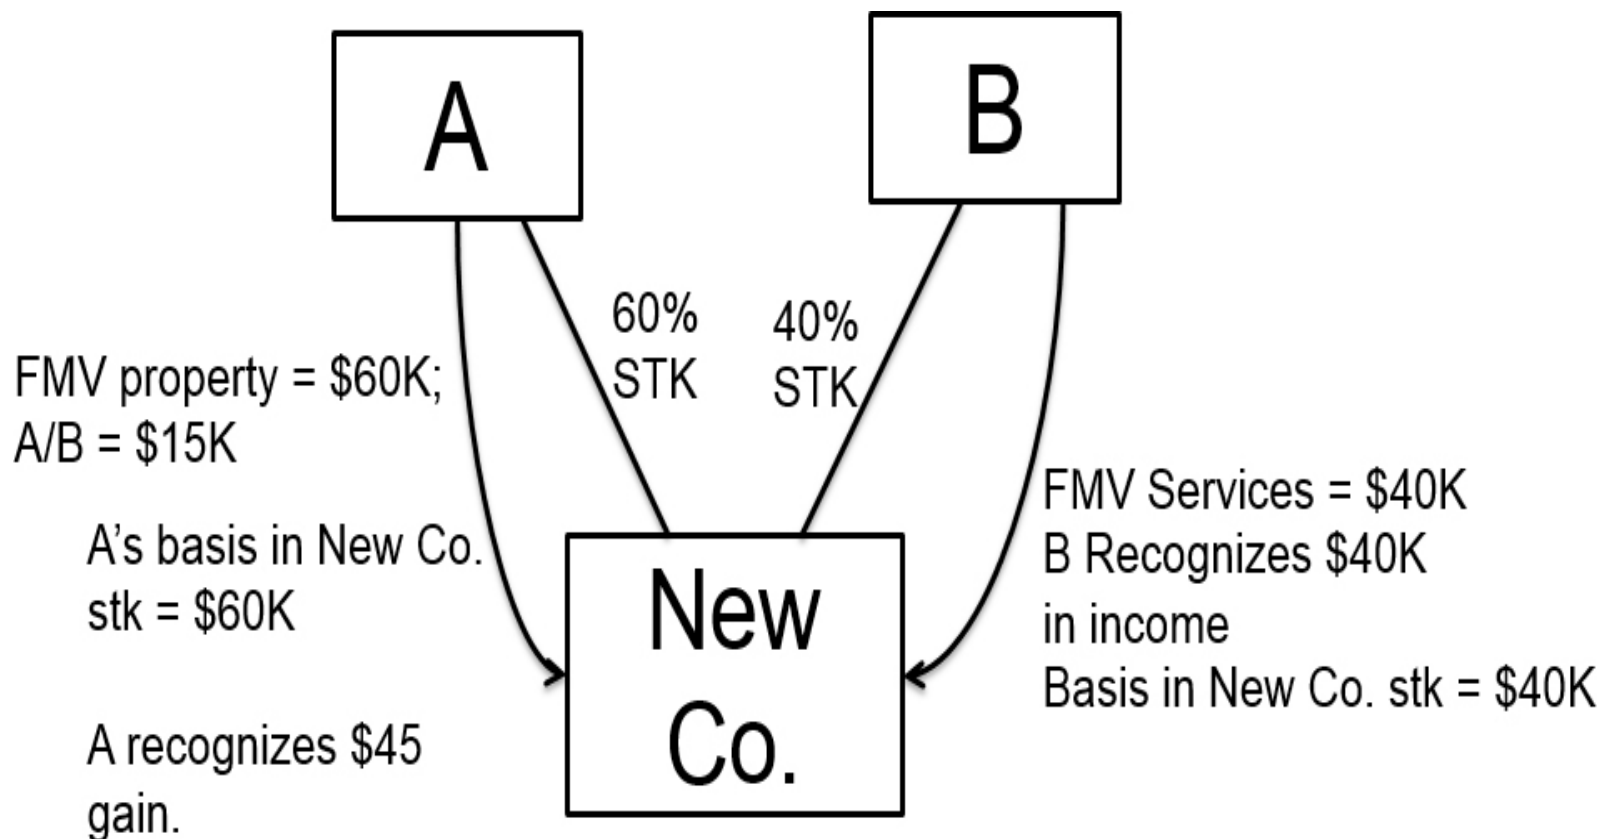 A
B
60%
STK
40%
STK
FMV property = $60K;
A/B = $15K
A’s basis in New Co.
stk = $60K
A recognizes $45
gain.
FMV Services = $40K
B Recognizes $40K
in income
Basis in New Co. stk = $40K
New
Co.